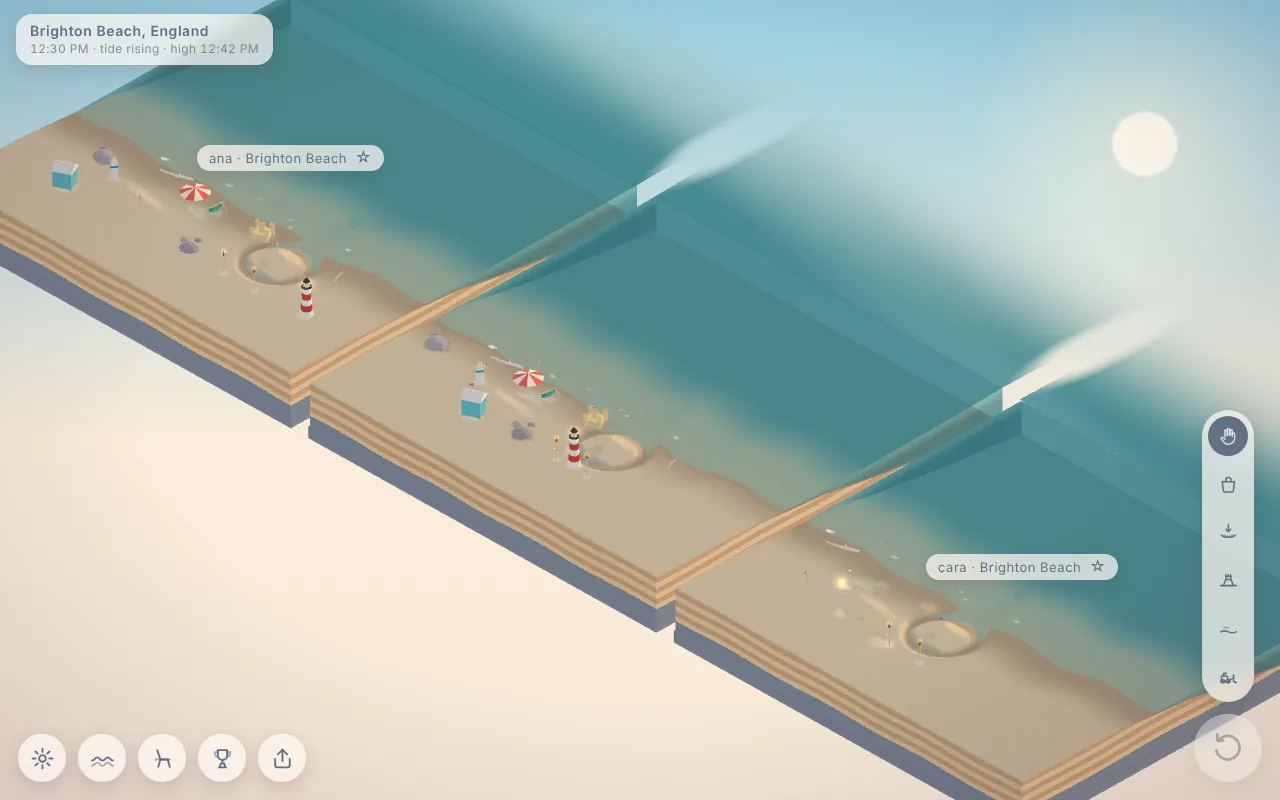 Brighton Beach, England
12:30 PM · tide rising · high 12:42 PM
ana · Brighton Beach
cara · Brighton Beach